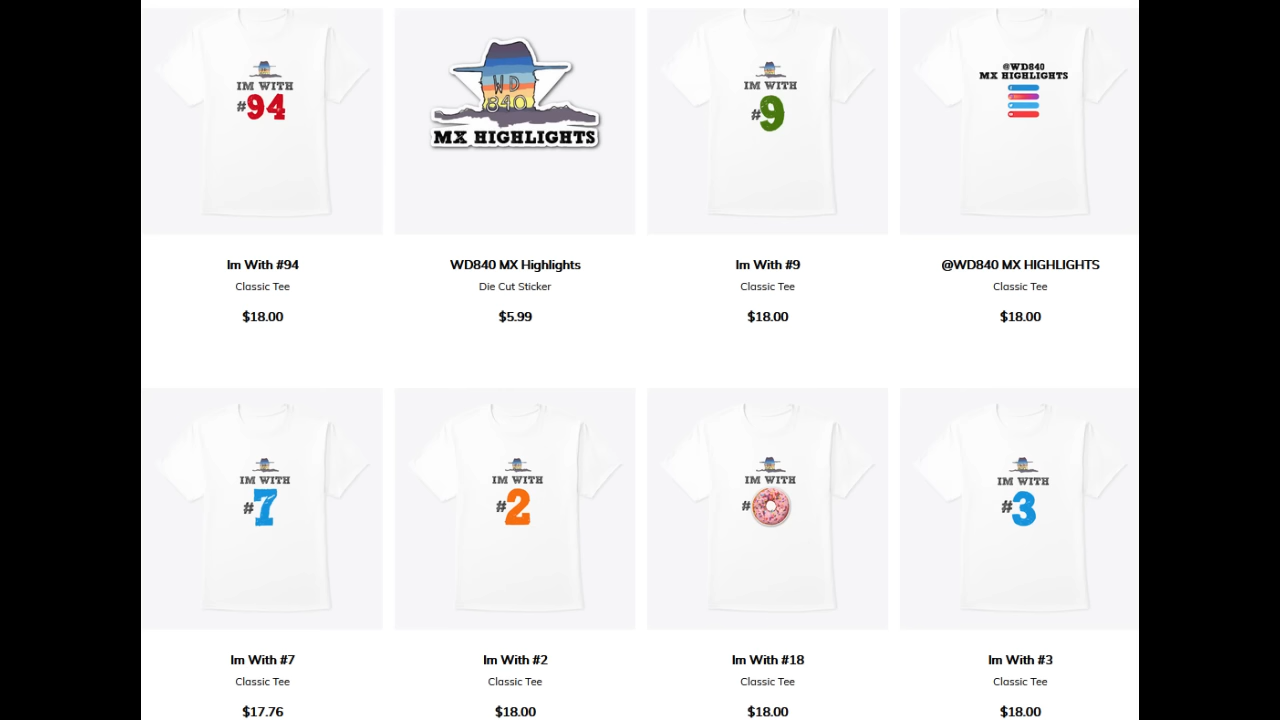 IM WITH
#94
WD
840
MX HIGHLIGHTS
IM WITH
#9
@WD840
MX HIGHLIGHTS
Im With #94
WD840 MX Highlights
Im With #9
@WD840 MX HIGHLIGHTS
Classic Tee
Die Cut Sticker
Classic Tee
Classic Tee
$18.00
$5.99
$18.00
$18.00
IM WITH
#7
IM WITH
#2
IM WITH
#
IM WITH
#3
Im With #7
Im With #2
Im With #18
Im With #3
Classic Tee
Classic Tee
Classic Tee
Classic Tee
$17.76
$18.00
$18.00
$18.00